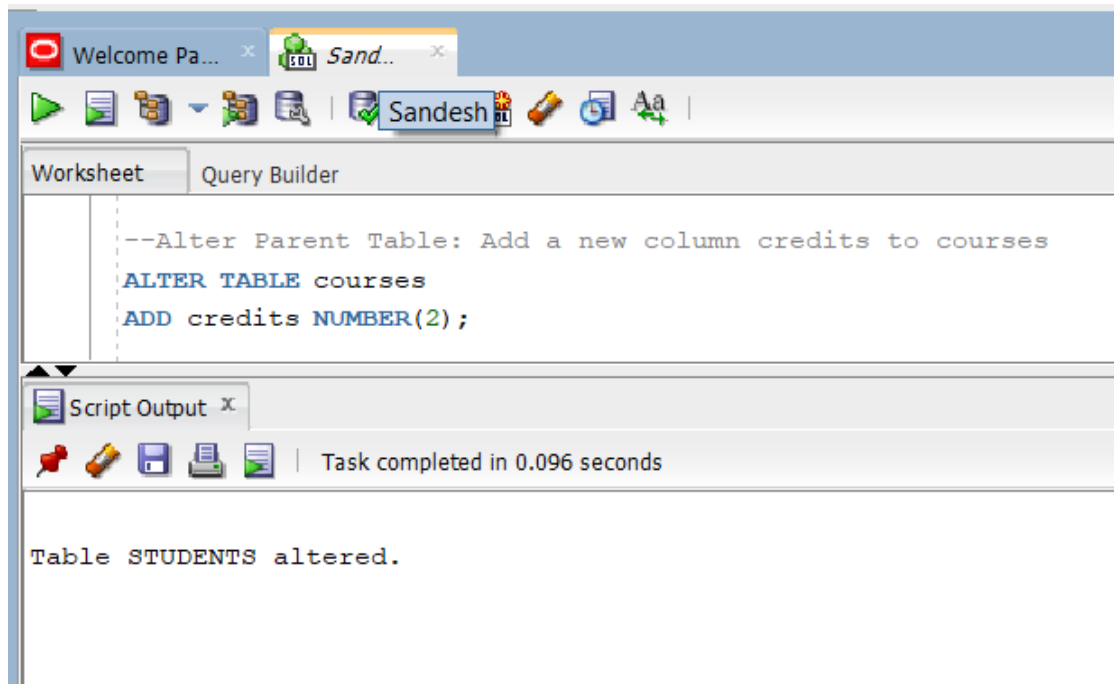 Welcome Pa...
Sand...
Sandesh
Worksheet
Query Builder
--Alter Parent Table: Add a new column credits to courses
ALTER TABLE courses
ADD credits NUMBER(2);
Script Output
Task completed in 0.096 seconds
Table STUDENTS altered.